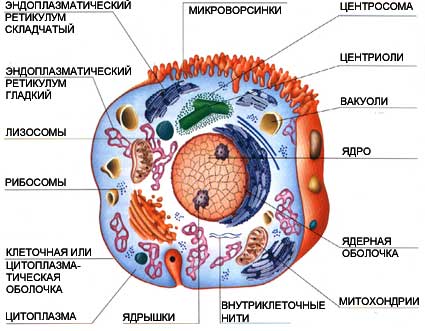 ЭНДОПЛАЗМАТИЧЕСКИЙ
РЕТИКУЛУМ
СКЛАДЧАТЫЙ
ЭНДОПЛАЗМАТИЧЕСКИЙ
РЕТИКУЛУМ
ГЛАДКИЙ
ЛИЗОСОМЫ
РИБОСОМЫ
КЛЕТОЧНАЯ ИЛИ
ЦИТОПЛАЗМА-
ТИЧЕСКАЯ
ОБОЛОЧКА
ЦИТОПЛАЗМА
МИКРОВОРСИНКИ
ЯДРЫШКИ
ВНУТРИКЛЕТОЧНЫЕ
НИТИ
ЦЕНТРОСОМА
ЦЕНТРИОЛИ
ВАКУОЛИ
ЯДРО
ЯДЕРНАЯ
ОБОЛОЧКА
МИТОХОНДРИИ